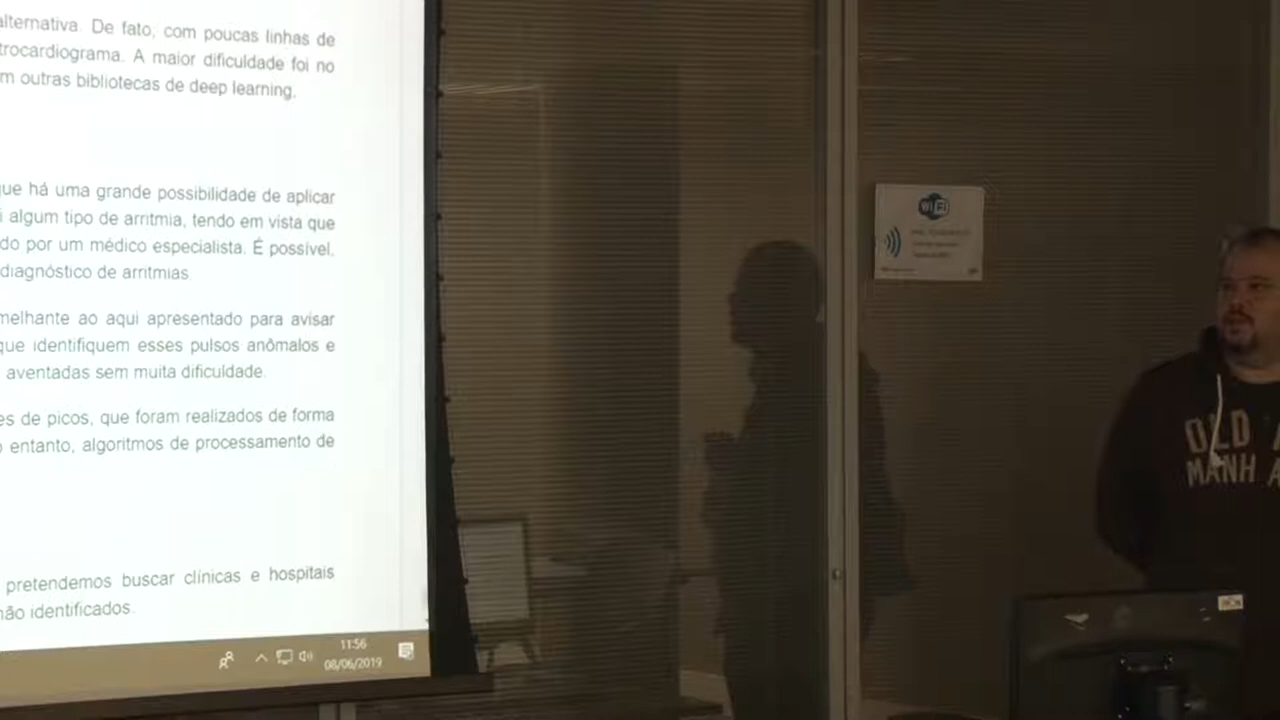 alternativa. De fato, com poucas linhas de
trocardiograma. A maior dificuldade foi no
m outras bibliotecas de deep learning,
que há uma grande possibilidade de aplicar
i algum tipo de arritmia, tendo em vista que
do por um médico especialista. É possível,
diagnóstico de arritmias.
melhante ao aqui apresentado para avisar
que identifiquem esses pulsos anômalos e
aventadas sem muita dificuldade.
es de picos, que foram realizados de forma
o entanto, algoritmos de processamento de
pretendemos buscar clínicas e hospitais
não identificados.
11:56
08/06/2019
Wi Fi
OLD
MANHA